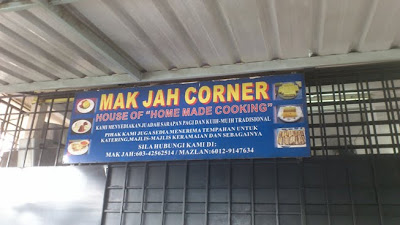 MAK JAH CORNER
HOUSE OF "HOME MADE COOKING"
KAMI MENYEDIAKAN JUADAH SARAPAN PAGI DAN KUIH-MUIH TRADISIONAL
PIHAK KAMI JUGA SEDIA MENERIMA TEMPAHAN UNTUK
KATERING,MAJLIS-MAJLIS KERAMAIAN DAN SEBAGAINYA
SILA HUBUNGI KAMI DI:
MAK JAH:603-42562514 / MAZLAN:6012-9147634